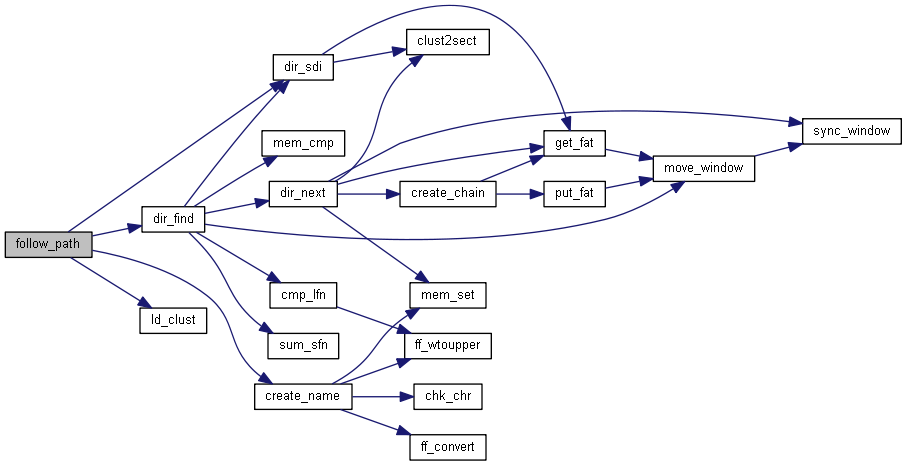 clust2sect
dir_sdi
sync_window
mem_cmp
get_fat
move_window
dir_next
create_chain
put_fat
dir_find
follow_path
cmp_lfn
mem_set
ld_clust
sum_sfn
ff_wtoupper
create_name
chk_chr
ff_convert